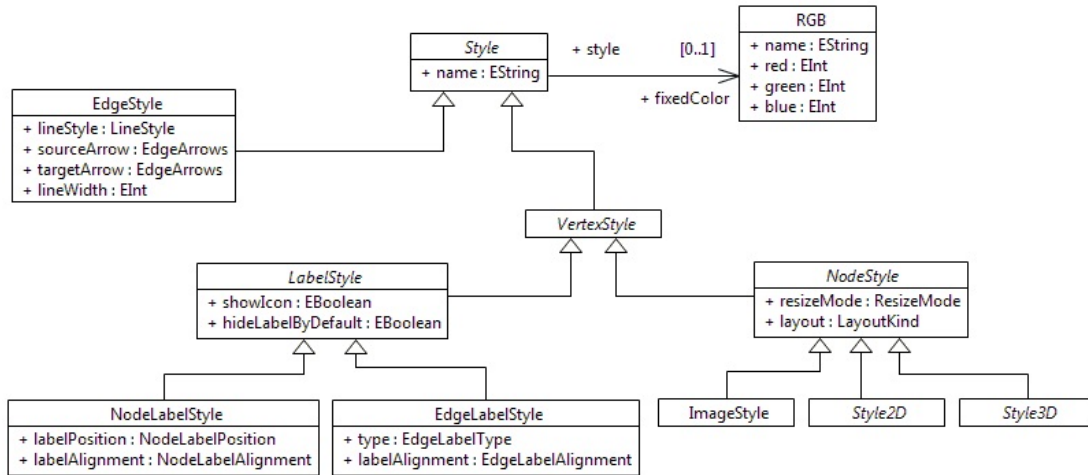 Style
+ name : EString
+ style
[0..1]
+ fixedColor
RGB
+ name : EString
+ red : EInt
+ green : EInt
+ blue : EInt
EdgeStyle
+ lineStyle : LineStyle
+ sourceArrow : EdgeArrows
+ targetArrow : EdgeArrows
+ lineWidth : EInt
VertexStyle
LabelStyle
+ showIcon : EBoolean
+ hideLabelByDefault : EBoolean
NodeStyle
+ resizeMode : ResizeMode
+ layout : LayoutKind
NodeLabelStyle
+ labelPosition : NodeLabelPosition
+ labelAlignment : NodeLabelAlignment
EdgeLabelStyle
+ type : EdgeLabelType
+ labelAlignment : EdgeLabelAlignment
ImageStyle
Style2D
Style3D